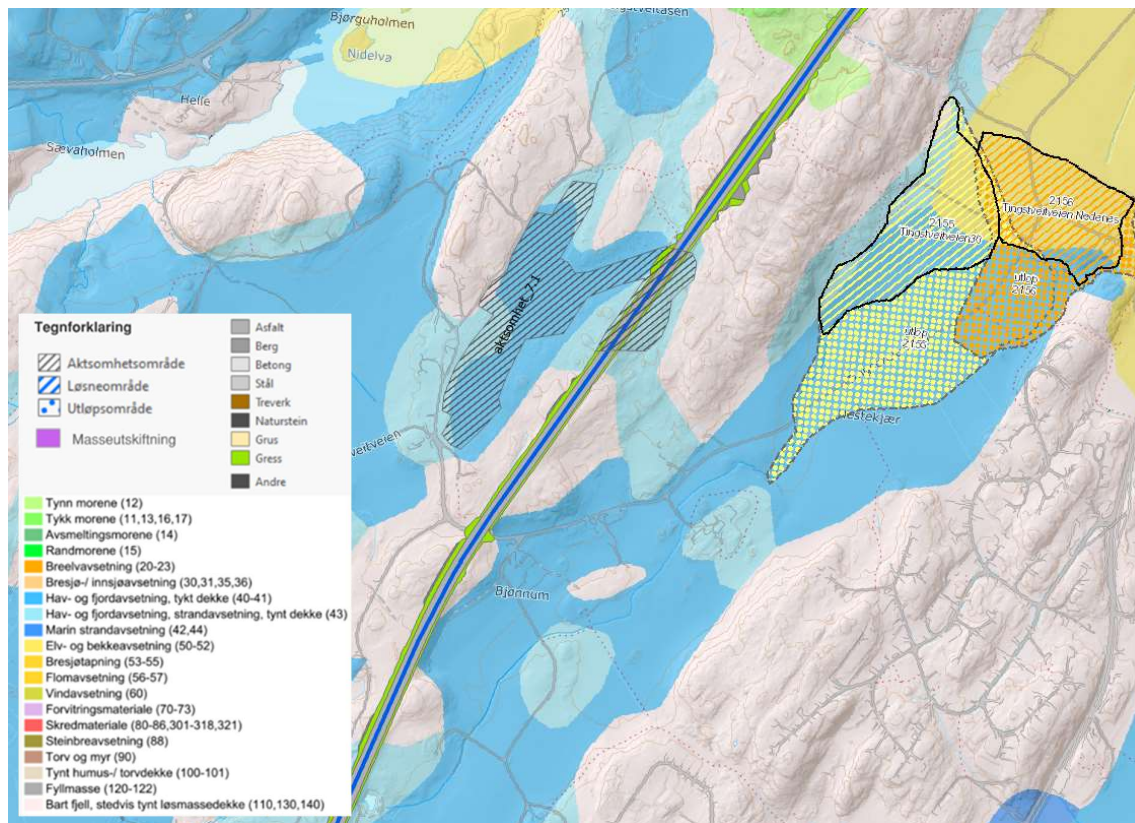 Bjørguholmen
Nidelva
Helle
Sævaholmen
aktsomhet_71
2155
Tingstveitveien30
2156
Tingstveitveien Nedenes
utløp
2156
utløp
2155
Bjønnum
Tegnforklaring
Aktsomhetsområde
Løsneområde
Utløpsområde
Masseutskiftning
Asfalt
Berg
Betong
Stål
Treverk
Naturstein
Grus
Gress
Andre
Tynn morene (12)
Tykk morene (11,13,16,17)
Avsmeltingsmorene (14)
Randmorene (15)
Breelvavsetning (20-23)
Bresjø-/ innsjøavsetning (30,31,35,36)
Hav- og fjordavsetning, tykt dekke (40-41)
Hav- og fjordavsetning, strandavsetning, tynt dekke (43)
Marin strandavsetning (42,44)
Elv- og bekkeavsetning (50-52)
Bresjøtapning (53-55)
Flomavsetning (56-57)
Vindavsetning (60)
Forvitringsmateriale (70-73)
Skredmateriale (80-86,301-318,321)
Steinbreavsetning (88)
Torv og myr (90)
Tynt humus-/ torvdekke (100-101)
Fyllmasse (120-122)
Bart fjell, stedvis tynt løsmassedekke (110,130,140)